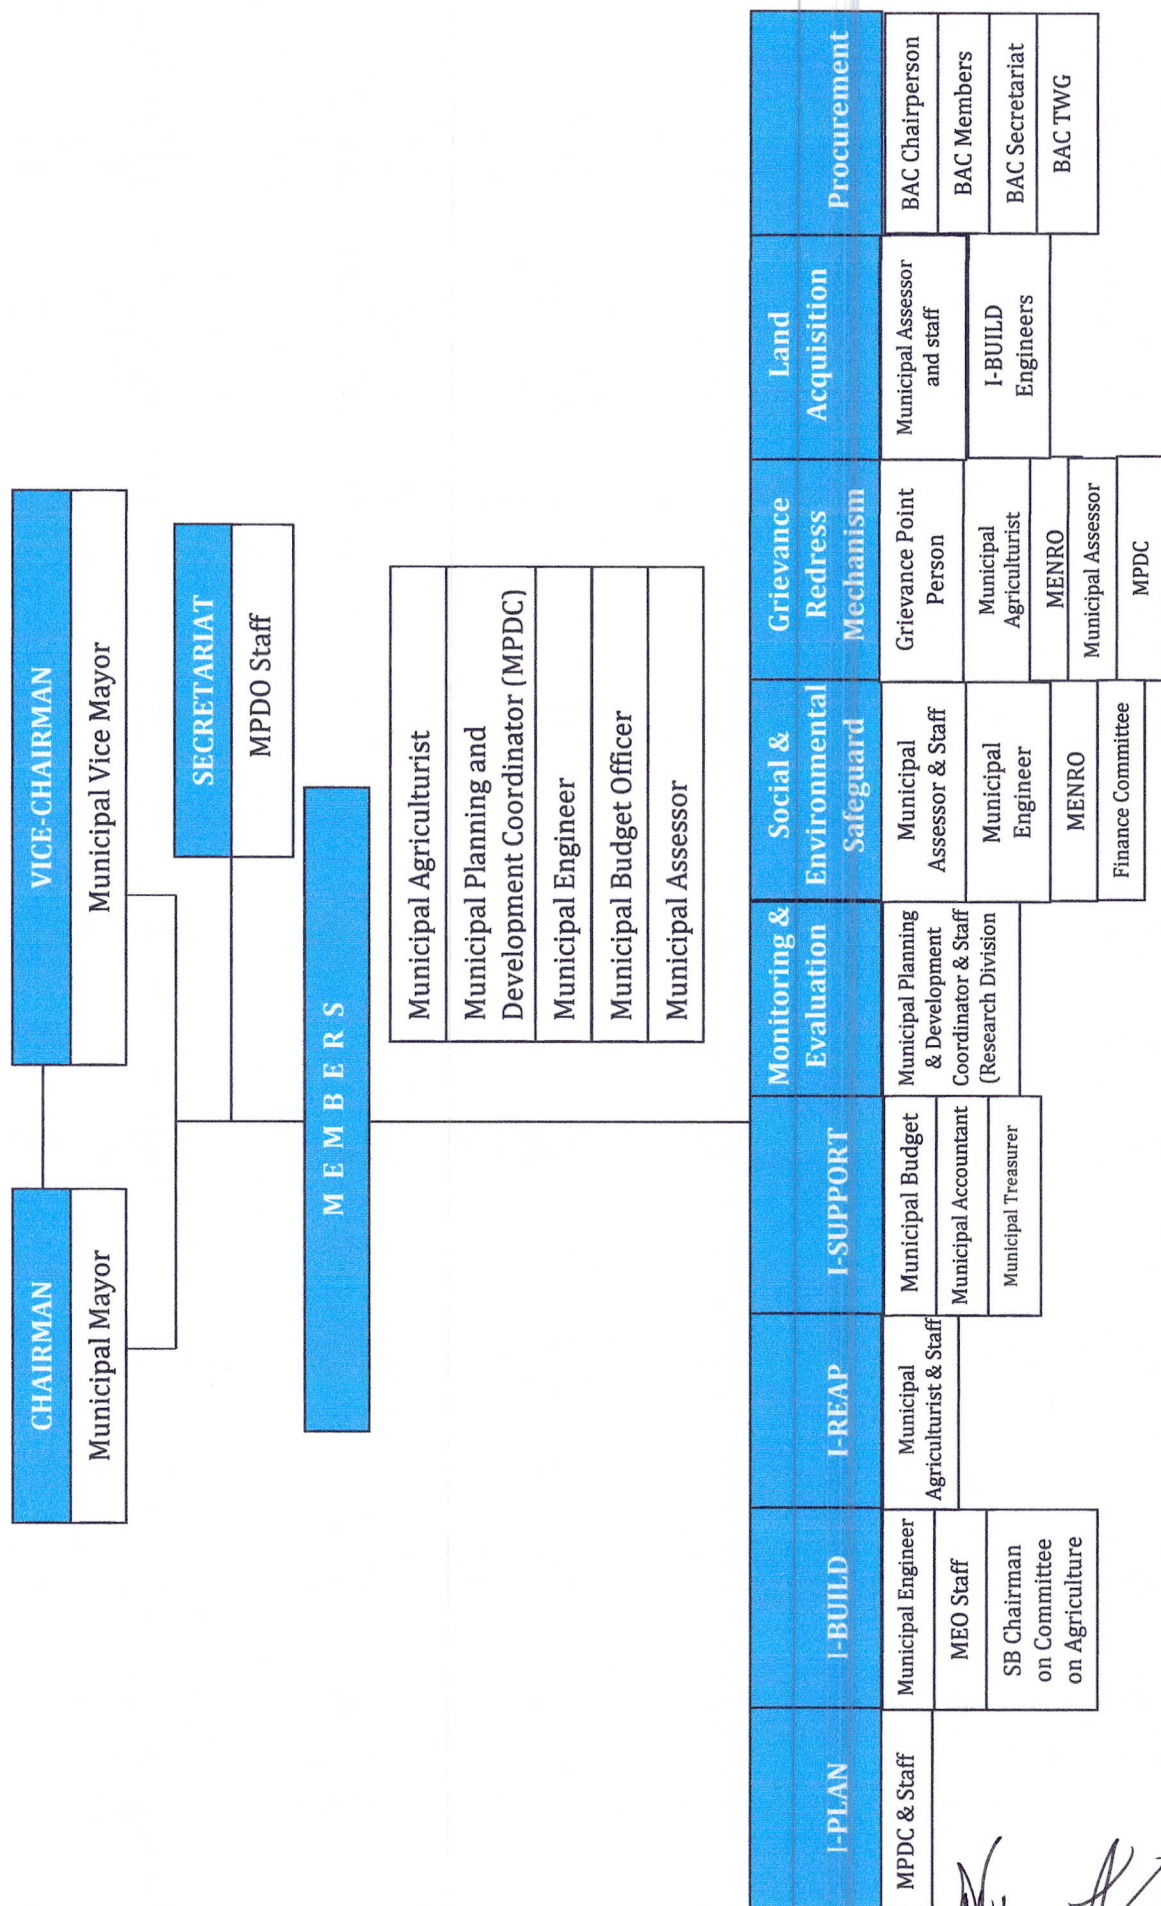 CHAIRMAN
Municipal Mayor
VICE-CHAIRMAN
Municipal Vice Mayor
SECRETARIAT
MPDO Staff
M E M B E R S
Municipal Agriculturist
Municipal Planning and
Development Coordinator (MPDC)
Municipal Engineer
Municipal Budget Officer
Municipal Assessor
I-PLAN
MPDC & Staff
I-BUILD
Municipal Engineer
MEO Staff
SB Chairman
on Committee
on Agriculture
I-REAP
Municipal
Agriculturist & Staff
I-SUPPORT
Municipal Budget
Municipal Accountant
Municipal Treasurer
Monitoring &
Evaluation
Municipal Planning
& Development
Coordinator & Staff
(Research Division)
Social &
Environmental
Safeguard
Municipal
Assessor & Staff
Municipal
Engineer
MENRO
Finance Committee
Grievance
Redress
Mechanism
Grievance Point
Person
Municipal
Agriculturist
MENRO
Municipal Assessor
MPDC
Land
Acquisition
Municipal Assessor
and staff
I-BUILD
Engineers
Procurement
BAC Chairperson
BAC Members
BAC Secretariat
BAC TWG